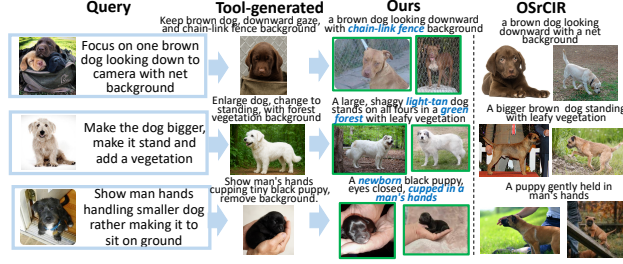 Query
Tool-generated
Ours
OSrCIR
Focus on one brown
dog looking down to
camera with net
background
Keep brown dog, downward gaze,
and chain-link fence background
a brown dog looking downward
with chain-link fence background
a brown dog looking
downward with a net
background
Make the dog bigger,
make it stand and
add a vegetation
Enlarge dog, change to
standing, with forest
vegetation background
A large, shaggy light-tan dog
stands on all fours in a green
forest with leafy vegetation
A bigger brown dog standing
with leafy vegetation
Show man hands
handling smaller dog
rather making it to
sit on ground
Show man's hands
cupping tiny black puppy,
remove background.
A newborn black puppy,
eyes closed, cupped in a
man's hands
A puppy gently held in
man's hands